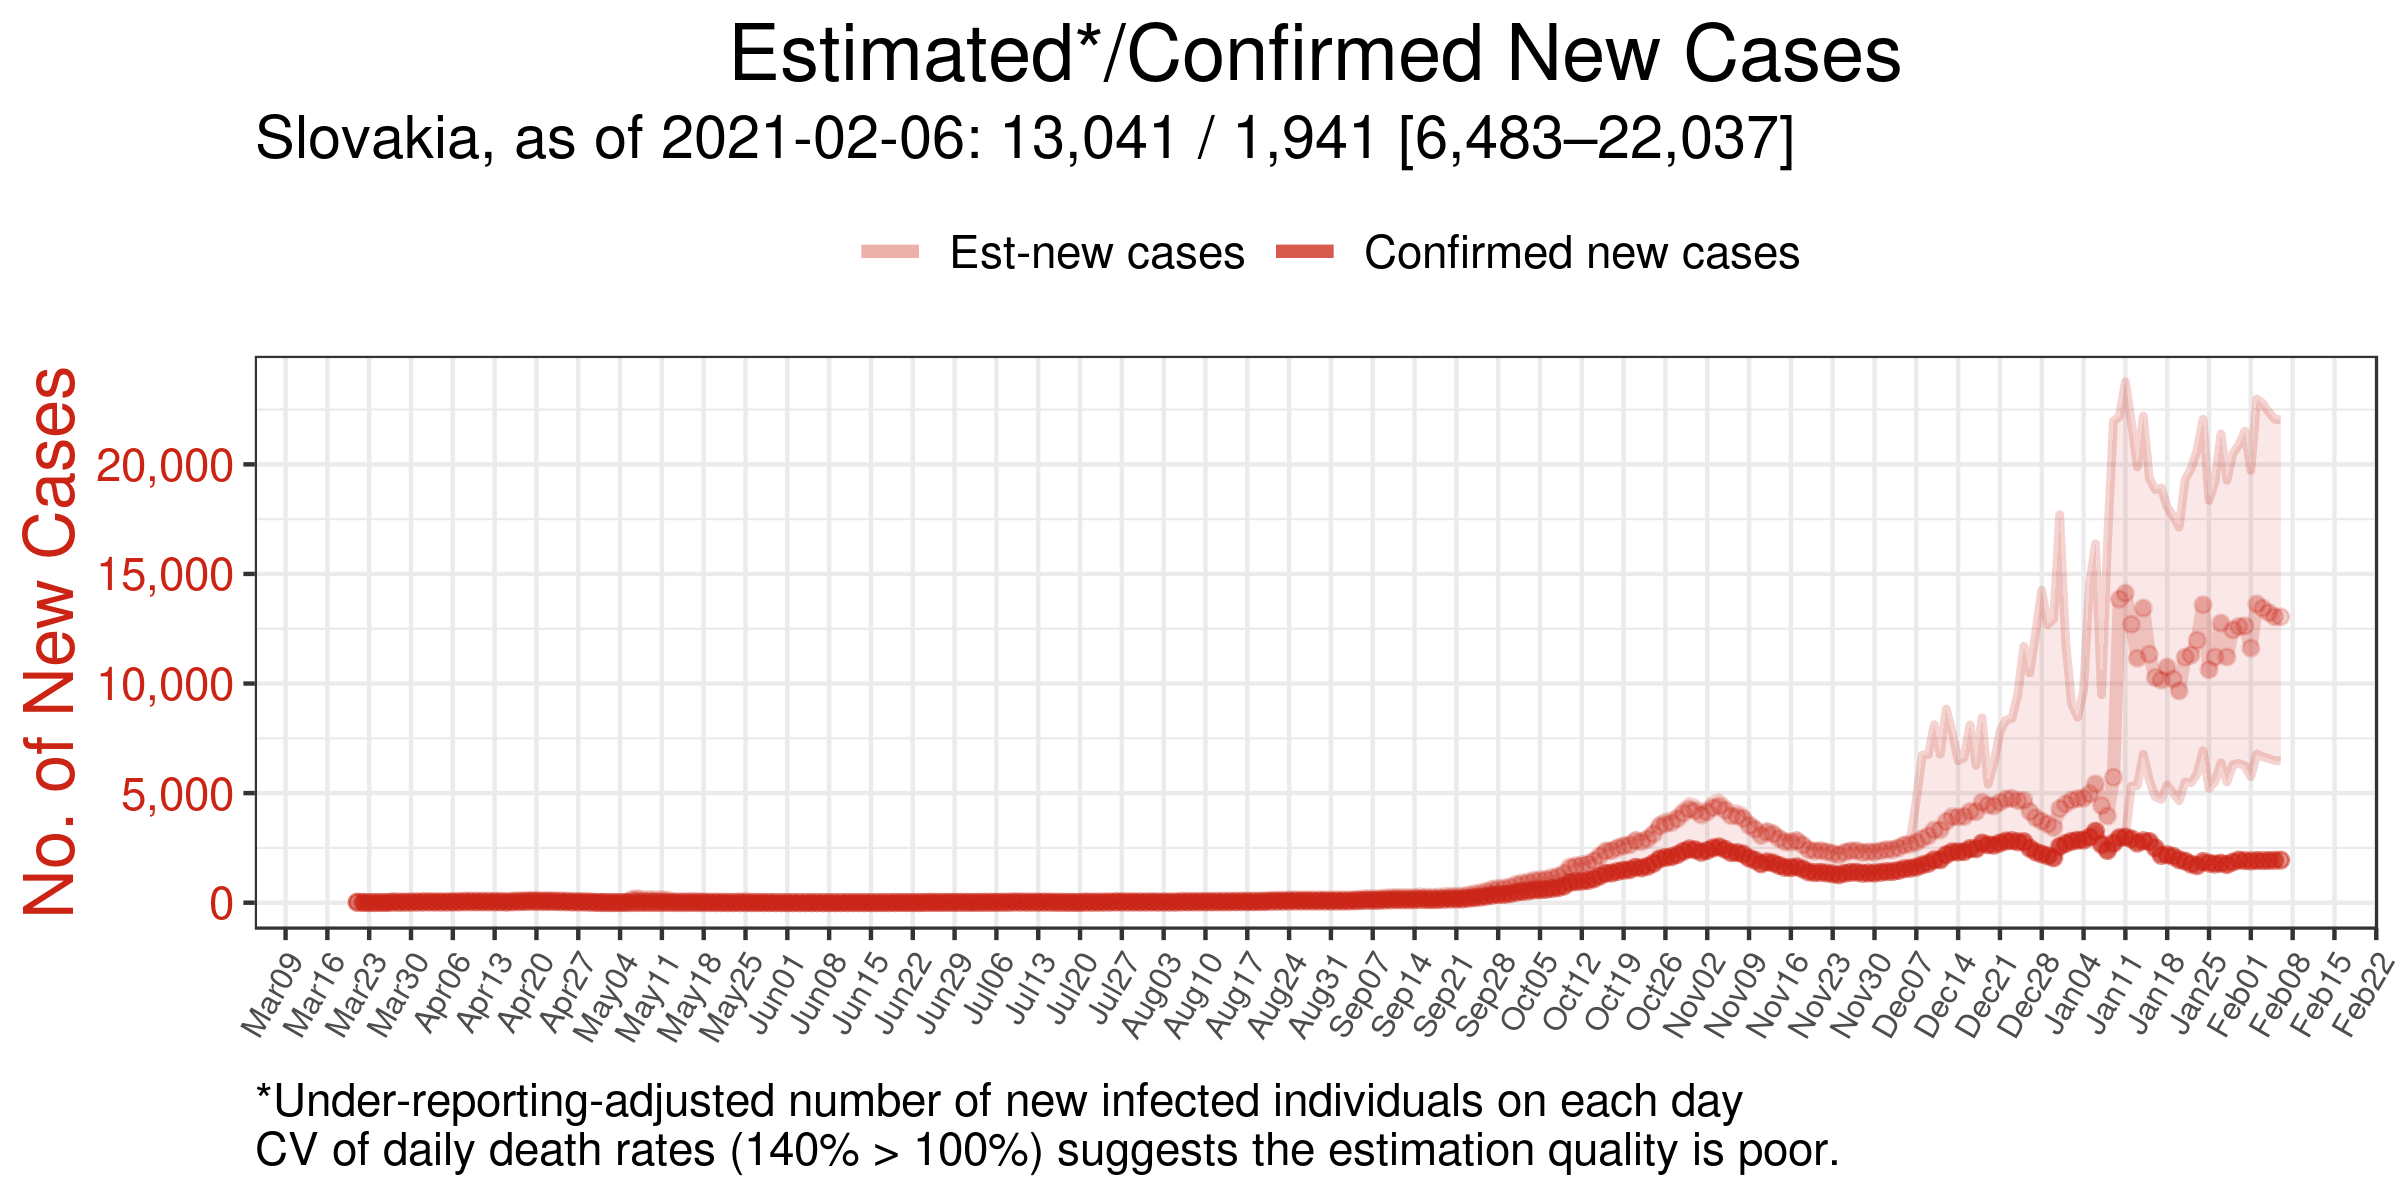 Estimated*/Confirmed New Cases
Slovakia, as of 2021-02-06: 13,041 / 1,941 [6,483–22,037]
Est-new cases Confirmed new cases
No. of New Cases
20,000
15,000
10,000
5,000
0
Mar09 Mar16 Mar23 Mar30 Apr06 Apr13 Apr20 Apr27 May04 May11 May18 May25 Jun01 Jun08 Jun15 Jun22 Jun29 Jul06 Jul13 Jul20 Jul27 Aug03 Aug10 Aug17 Aug24 Aug31 Sep07 Sep14 Sep21 Sep28 Oct05 Oct12 Oct19 Oct26 Nov02 Nov09 Nov16 Nov23 Nov30 Dec07 Dec14 Dec21 Dec28 Jan04 Jan11 Jan18 Jan25 Feb01 Feb08 Feb15 Feb22
*Under-reporting-adjusted number of new infected individuals on each day
CV of daily death rates (140% > 100%) suggests the estimation quality is poor.